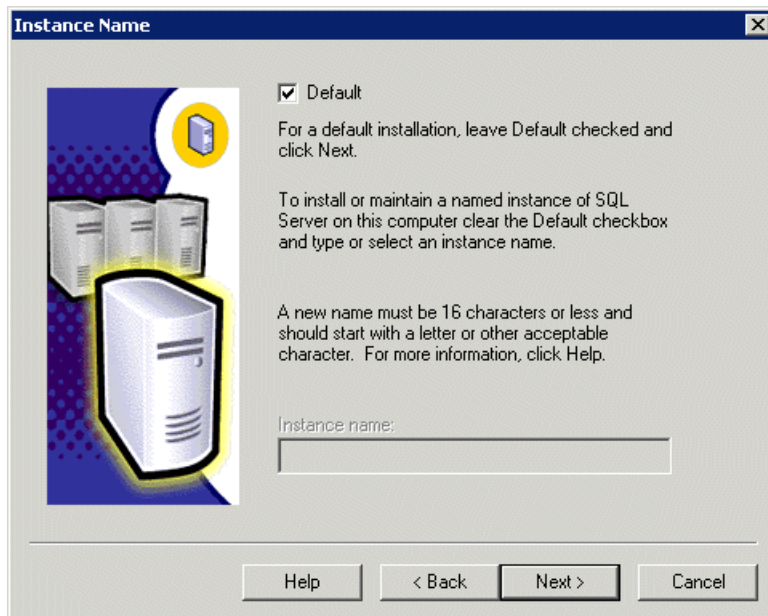 Instance Name
Default
For a default installation, leave Default checked and
click Next.
To install or maintain a named instance of SQL
Server on this computer clear the Default checkbox
and type or select an instance name.
A new name must be 16 characters or less and
should start with a letter or other acceptable
character.  For more information, click Help.
Instance name:
Help
< Back
Next >
Cancel